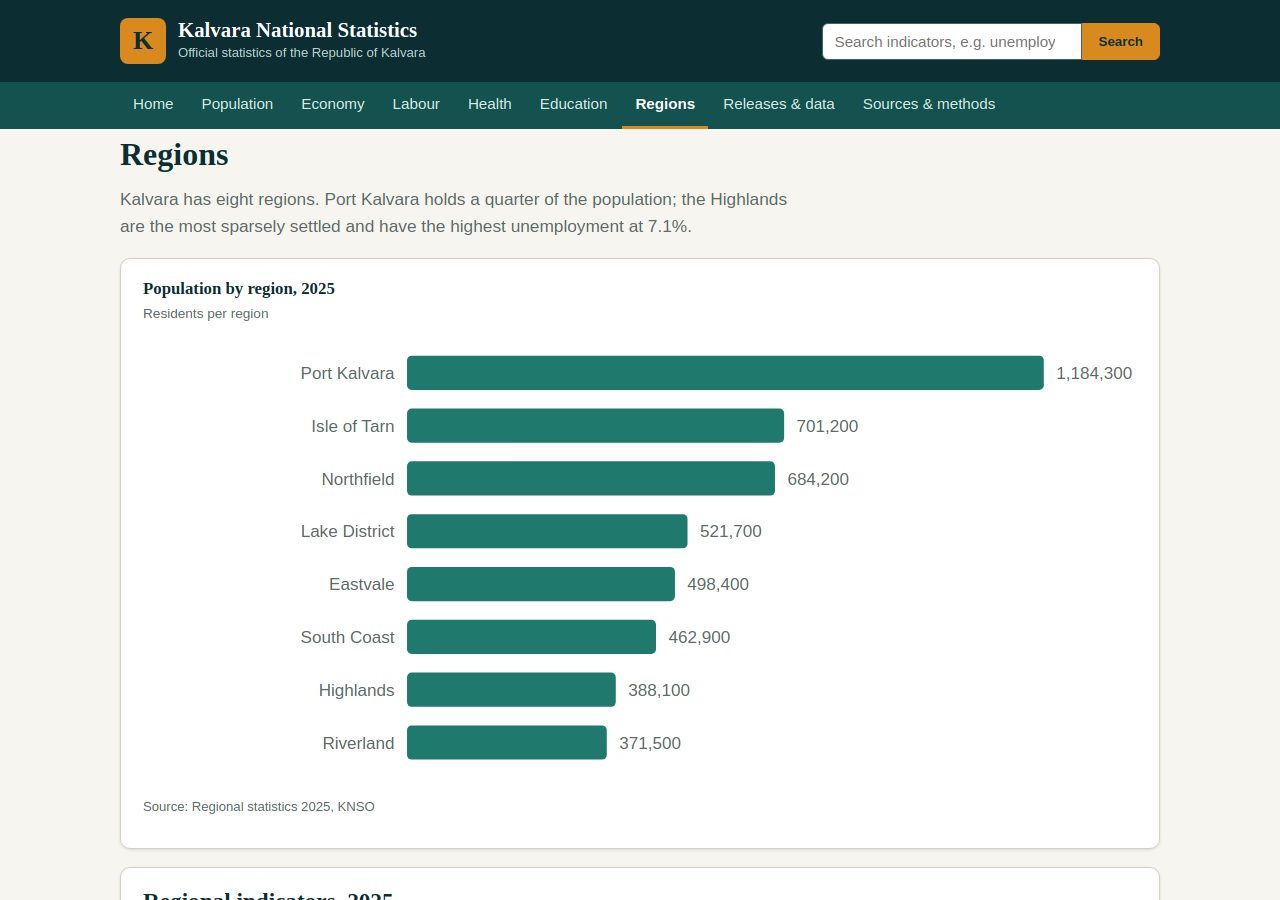 K
Kalvara National Statistics
Official statistics of the Republic of Kalvara
Search indicators, e.g. unemploy
Search
Home
Population
Economy
Labour
Health
Education
Regions
Releases & data
Sources & methods
Regions
Kalvara has eight regions. Port Kalvara holds a quarter of the population; the Highlands
are the most sparsely settled and have the highest unemployment at 7.1%.
Population by region, 2025
Residents per region
Port Kalvara 1,184,300
Isle of Tarn 701,200
Northfield 684,200
Lake District 521,700
Eastvale 498,400
South Coast 462,900
Highlands 388,100
Riverland 371,500
Source: Regional statistics 2025, KNSO
Regional indicators, 2025